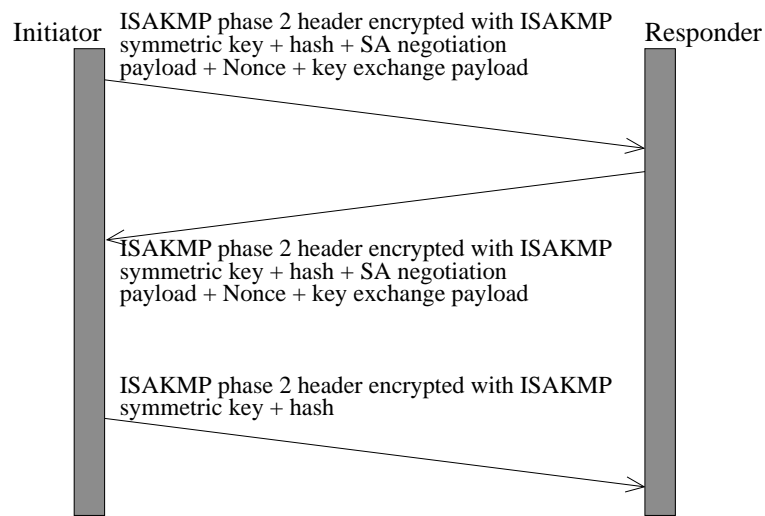 Initiator
Responder
ISAKMP phase 2 header encrypted with ISAKMP
symmetric key + hash + SA negotiation
payload + Nonce + key exchange payload
ISAKMP phase 2 header encrypted with ISAKMP
symmetric key + hash + SA negotiation
payload + Nonce + key exchange payload
ISAKMP phase 2 header encrypted with ISAKMP
symmetric key + hash